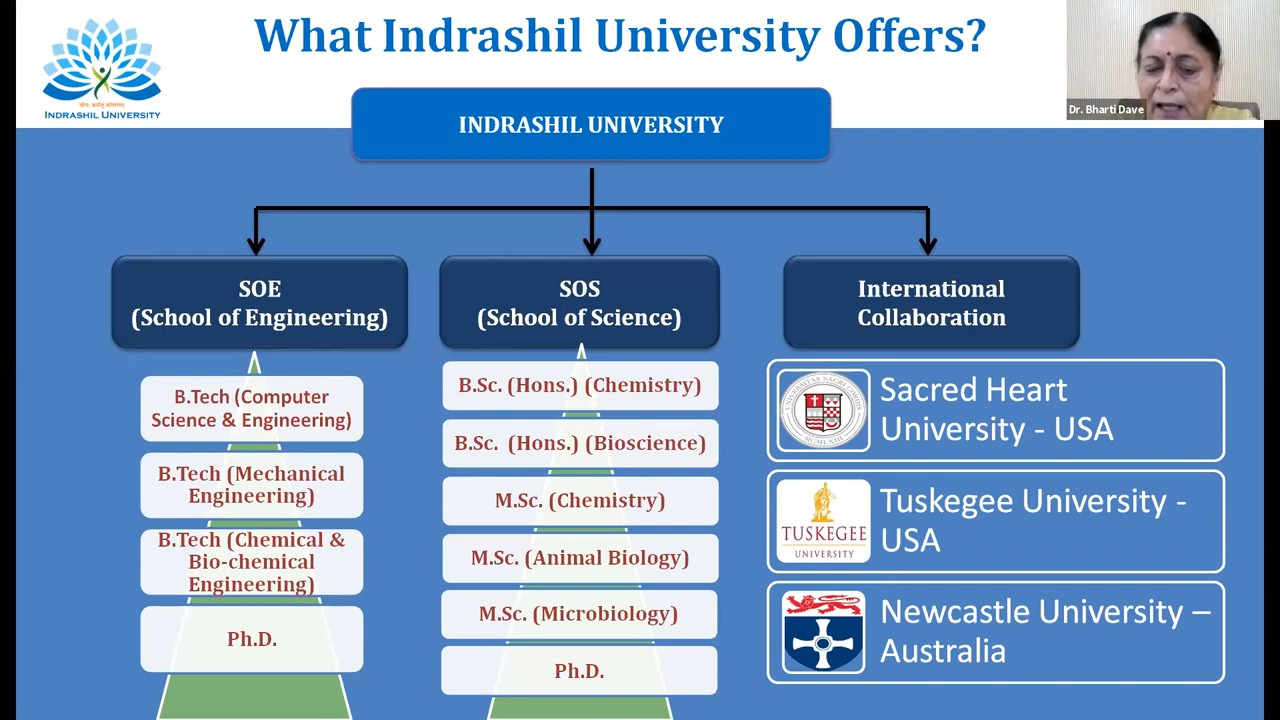 What Indrashil University Offers?
INDRASHIL UNIVERSITY
Dr. Bharti Dave
INDRASHIL UNIVERSITY
SOE
(School of Engineering)
B.Tech (Computer
Science & Engineering)
B.Tech (Mechanical
Engineering)
B.Tech (Chemical &
Bio-chemical
Engineering)
Ph.D.
SOS
(School of Science)
B.Sc. (Hons.) (Chemistry)
B.Sc. (Hons.) (Bioscience)
M.Sc. (Chemistry)
M.Sc. (Animal Biology)
M.Sc. (Microbiology)
Ph.D.
International
Collaboration
Sacred Heart
University - USA
TUSKEGEE
UNIVERSITY
Tuskegee University -
USA
Newcastle University –
Australia